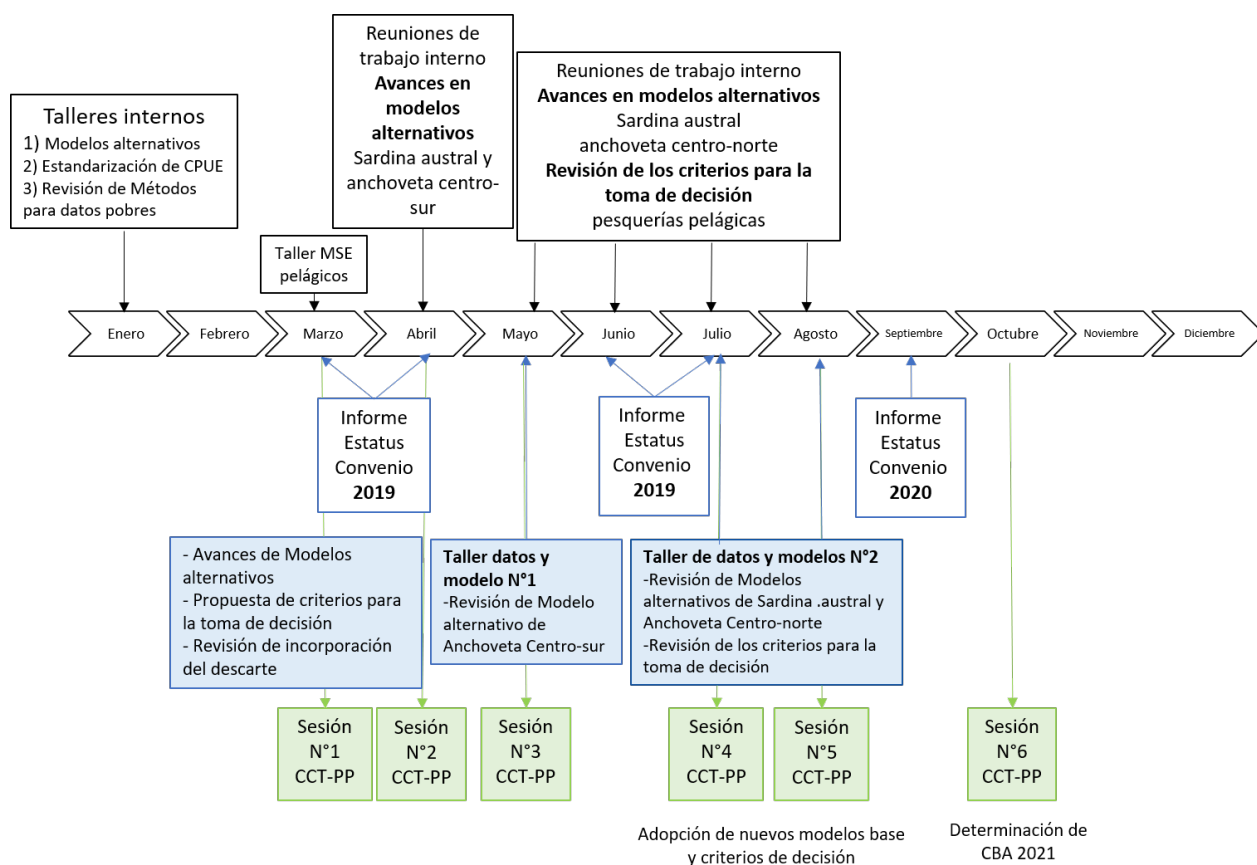 Talleres internos
1) Modelos alternativos
2) Estandarización de CPUE
3) Revisión de Métodos
para datos pobres
Reuniones de
trabajo interno
Avances en
modelos
alternativos
Sardina austral y
anchoveta centro-
sur
Reuniones de trabajo interno
Avances en modelos alternativos
Sardina austral
anchoveta centro-norte
Revisión de los criterios para la
toma de decisión
pesquerías pelágicas
Taller MSE
pelágicos
Enero
Febrero
Marzo
Abril
Mayo
Junio
Julio
Agosto
Septiembre
Octubre
Noviembre
Diciembre
Informe
Estatus
Convenio
2019
Informe
Estatus
Convenio
2019
Informe
Estatus
Convenio
2020
- Avances de Modelos
alternativos
- Propuesta de criterios para
la toma de decisión
- Revisión de incorporación
del descarte
Taller datos y
modelo N°1
-Revisión de Modelo
alternativo de
Anchoveta Centro-sur
Taller de datos y modelos N°2
-Revisión de Modelos
alternativos de Sardina .austral y
Anchoveta Centro-norte
-Revisión de los criterios para la
toma de decisión
Sesión
N°1
CCT-PP
Sesión
N°2
CCT-PP
Sesión
N°3
CCT-PP
Sesión
N°4
CCT-PP
Sesión
N°5
CCT-PP
Sesión
N°6
CCT-PP
Adopción de nuevos modelos base
y criterios de decisión
Determinación de
CBA 2021